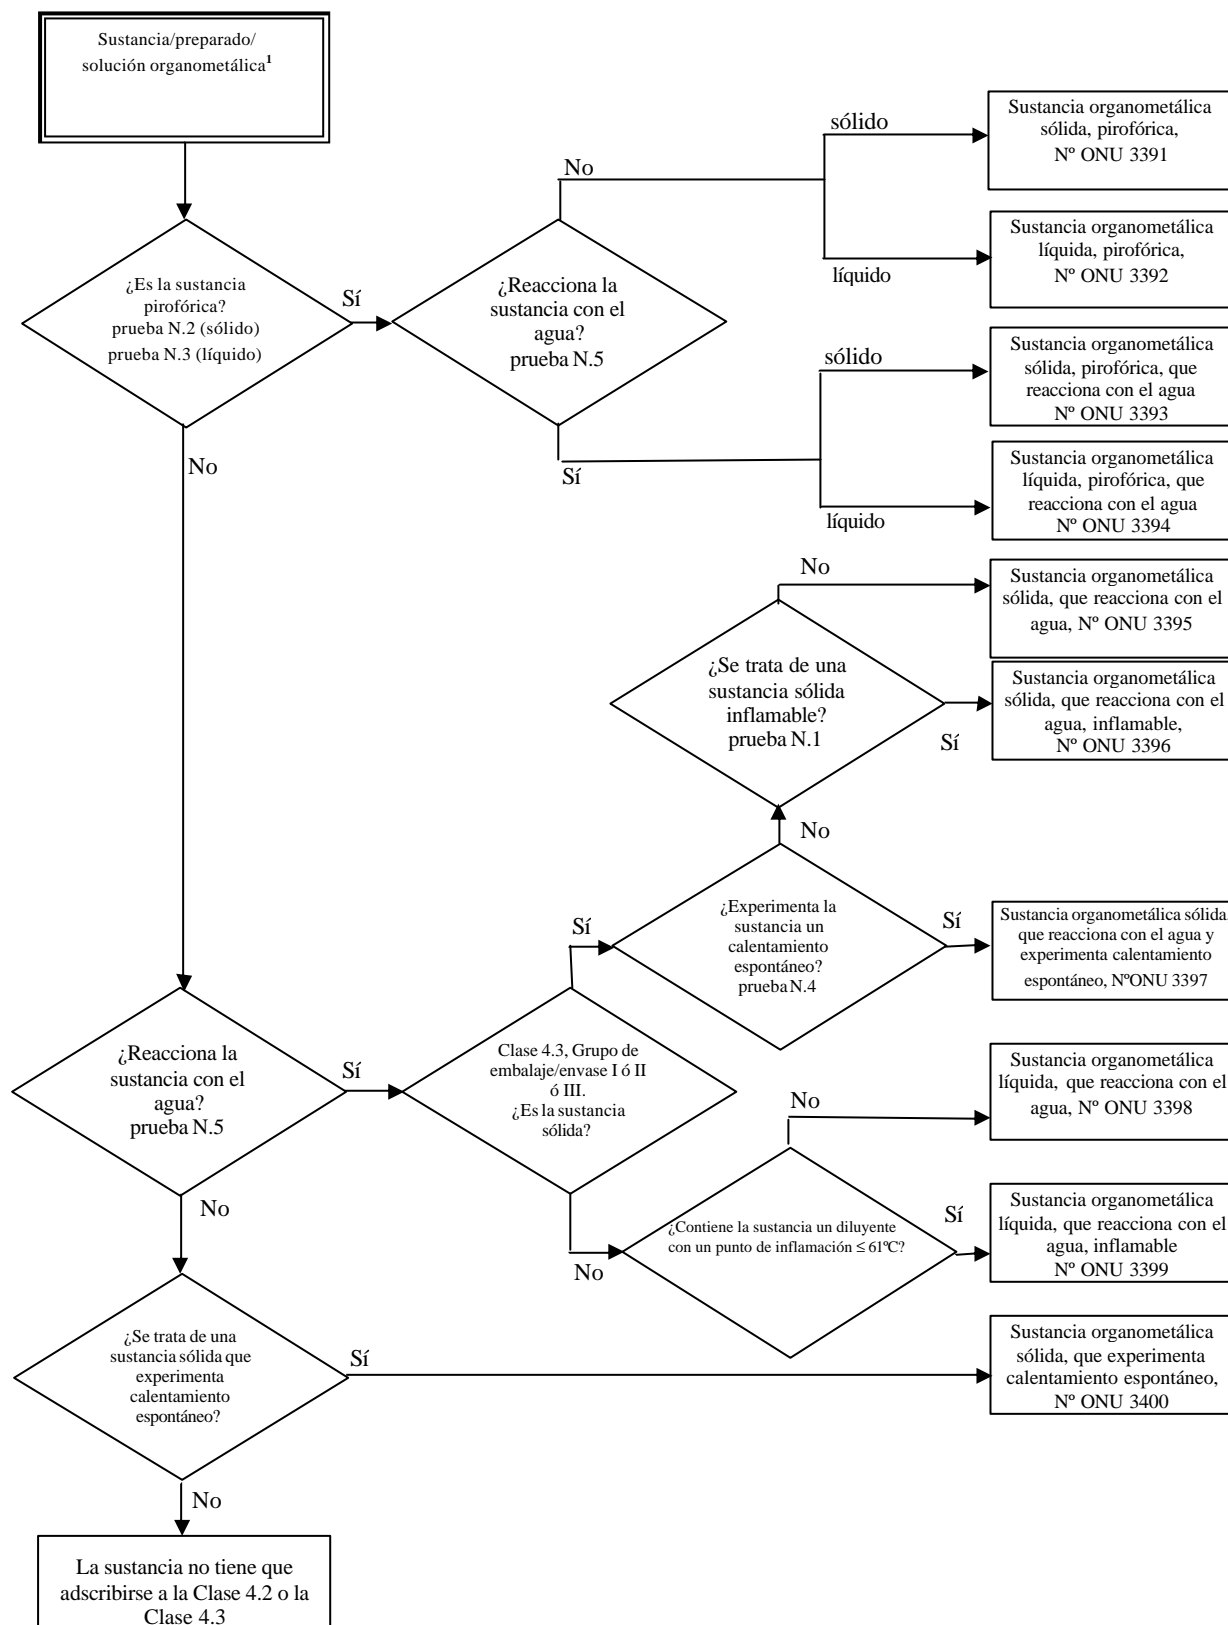 Sustancia/preparado/
solución organometálica¹
sólido
Sustancia organometálica
sólida, pirofórica,
Nº ONU 3391
No
¿Es la sustancia
pirofórica?
prueba N.2 (sólido)
prueba N.3 (líquido)
Sí
¿Reacciona la
sustancia con el
agua?
prueba N.5
líquido
Sustancia organometálica
líquida, pirofórica,
Nº ONU 3392
sólido
Sustancia organometálica
sólida, pirofórica, que
reacciona con el agua
Nº ONU 3393
No
Sí
líquido
Sustancia organometálica
líquida, pirofórica, que
reacciona con el agua
Nº ONU 3394
No
Sustancia organometálica
sólida, que reacciona con el
agua, Nº ONU 3395
¿Se trata de una
sustancia sólida
inflamable?
prueba N.1
Sí
Sustancia organometálica
sólida, que reacciona con el
agua, inflamable,
Nº ONU 3396
No
¿Experimenta la
sustancia un
calentamiento
espontáneo?
prueba N.4
Sí
Sí
Sustancia organometálica sólida,
que reacciona con el agua y
experimenta calentamiento
espontáneo, NºONU 3397
¿Reacciona la
sustancia con el
agua?
prueba N.5
Sí
Clase 4.3, Grupo de
embalaje/envase I ó II
ó III.
¿Es la sustancia
sólida?
No
Sustancia organometálica
líquida, que reacciona con el
agua, Nº ONU 3398
No
No
¿Contiene la sustancia un diluyente
con un punto de inflamación ≤ 61ºC?
Sí
Sustancia organometálica
líquida, que reacciona con el
agua, inflamable
Nº ONU 3399
¿Se trata de una
sustancia sólida que
experimenta
calentamiento
espontáneo?
Sí
Sustancia organometálica
sólida, que experimenta
calentamiento espontáneo,
Nº ONU 3400
No
La sustancia no tiene que
adscribirse a la Clase 4.2 o la
Clase 4.3